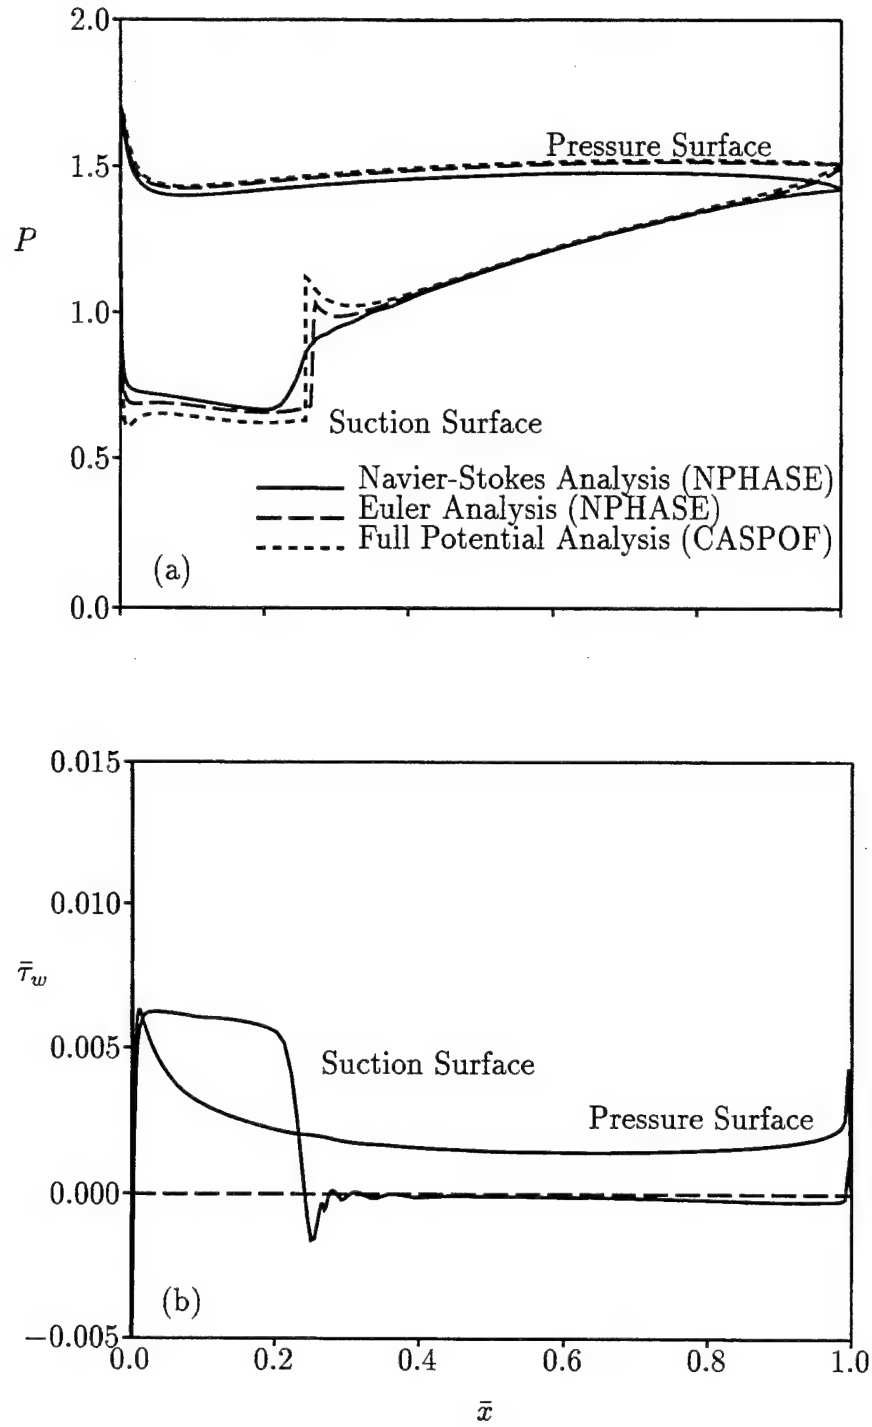 2.0
Pressure Surface
1.5
P
1.0
Suction Surface
0.5
Navier-Stokes Analysis (NPHASE)
Euler Analysis (NPHASE)
Full Potential Analysis (CASPOF)
(a)
0.0
0.015
0.010
τ̄w
0.005
Suction Surface
Pressure Surface
0.000
(b)
−0.005
0.0 0.2 0.4 0.6 0.8 1.0
x̄